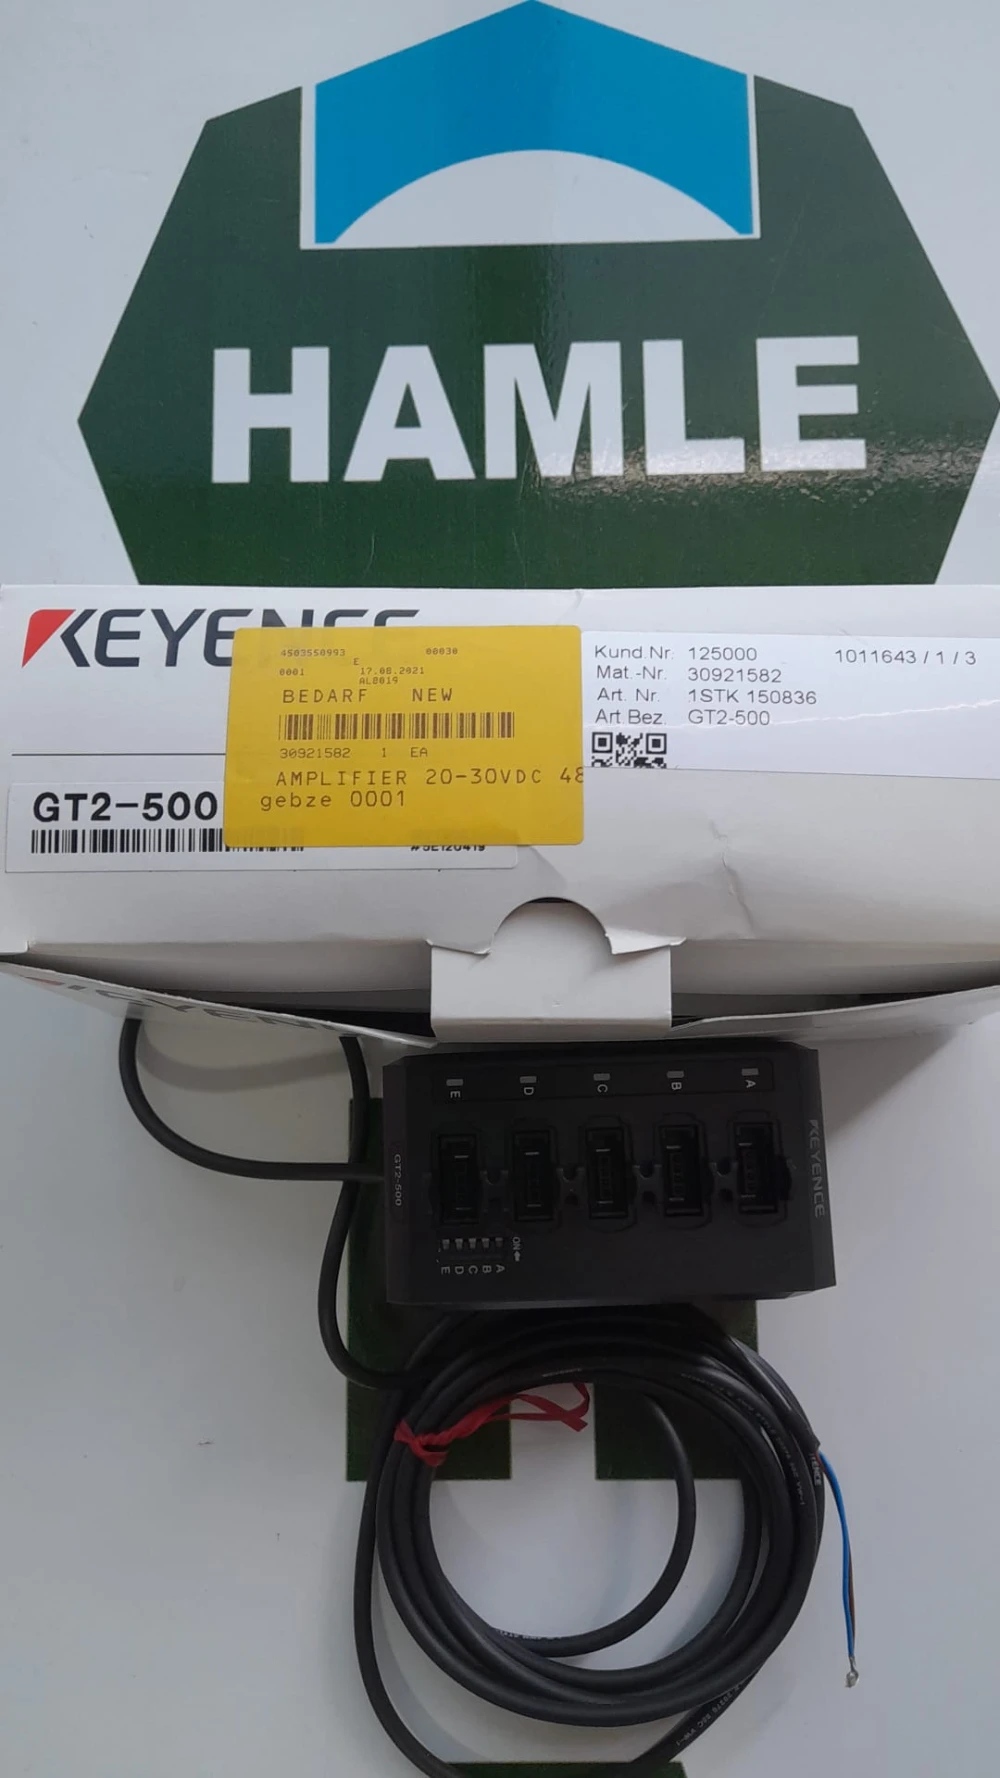 HAMLE
KEYENCE
4503550993 00030
E
0001 17.08.2021
AL8019
BEDARF NEW
30921582 1 EA
AMPLIFIER 20-30VDC 48
gebze 0001
Kund.Nr. 125000 1011643 / 1 / 3
Mat.-Nr. 30921582
Art. Nr. 1STK 150836
Art.Bez. GT2-500
GT2-500
E D C B A
KEYENCE
GT2-500
ON
E D C B A